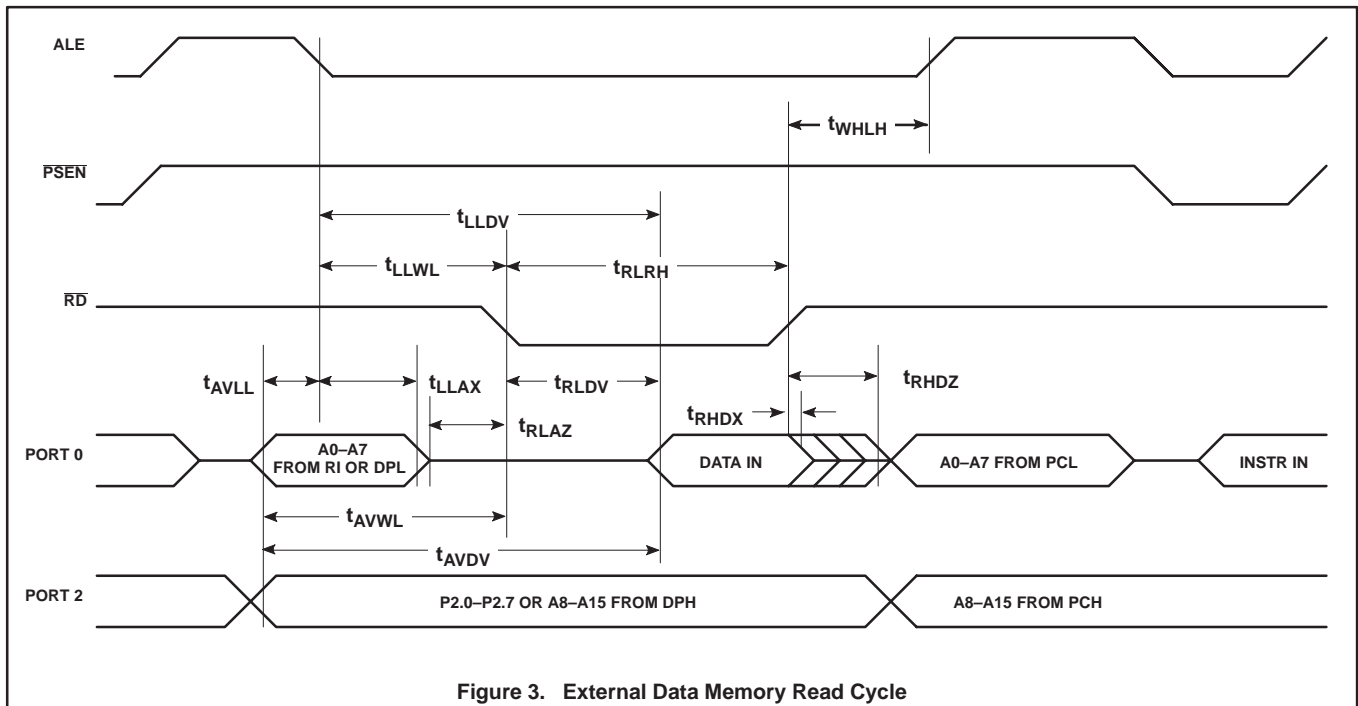 ALE
tWHLH
PSEN
tLLDV
tLLWL
tRLRH
RD
tAVLL
tLLAX
tRLDV
tRHDZ
tRHDX
tRLAZ
PORT 0
A0–A7
FROM RI OR DPL
DATA IN
A0–A7 FROM PCL
INSTR IN
tAVWL
tAVDV
PORT 2
P2.0–P2.7 OR A8–A15 FROM DPH
A8–A15 FROM PCH
Figure 3. External Data Memory Read Cycle